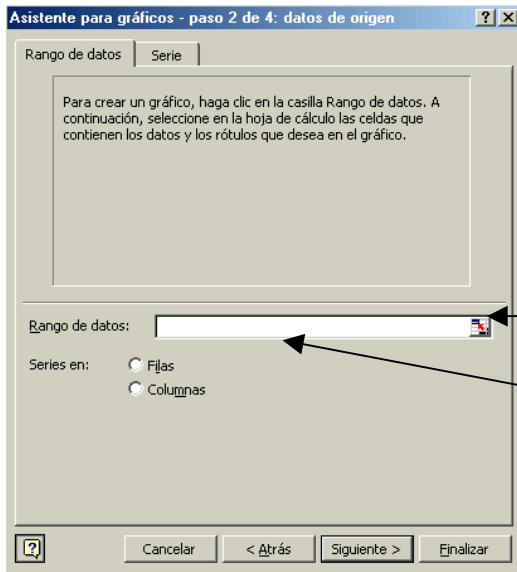 Asistente para gráficos - paso 2 de 4: datos de origen
Rango de datos Serie
Para crear un gráfico, haga clic en la casilla Rango de datos. A
continuación, seleccione en la hoja de cálculo las celdas que
contienen los datos y los rótulos que desea en el gráfico.
Rango de datos:
Series en: Filas
Columnas
Cancelar < Atrás Siguiente > Finalizar